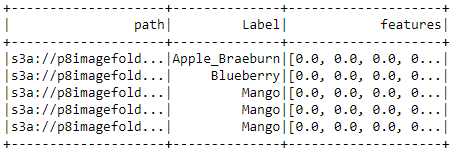 +--------------------+--------------+--------------------+
|                path|         Label|            features|
+--------------------+--------------+--------------------+
|s3a://p8imagefold...|Apple_Braeburn|[0.0, 0.0, 0.0, 0...|
|s3a://p8imagefold...|     Blueberry|[0.0, 0.0, 0.0, 0...|
|s3a://p8imagefold...|         Mango|[0.0, 0.0, 0.0, 0...|
|s3a://p8imagefold...|         Mango|[0.0, 0.0, 0.0, 0...|
|s3a://p8imagefold...|         Mango|[0.0, 0.0, 0.0, 0...|
+--------------------+--------------+--------------------+